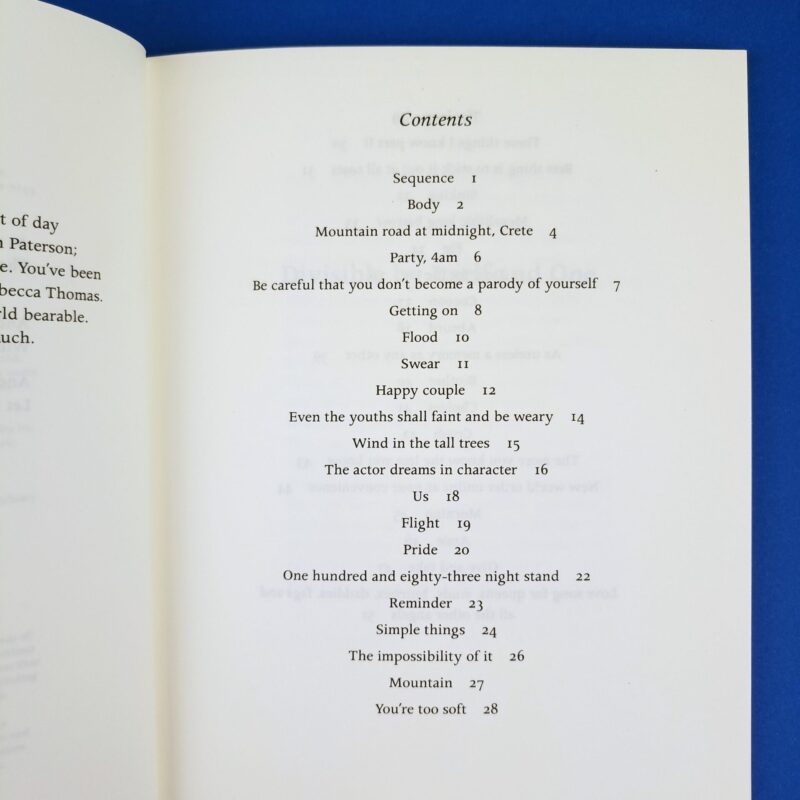 t of day
Paterson;
e. You've been
becca Thomas.
ld bearable.
uch.
Contents
Sequence 1
Body 2
Mountain road at midnight, Crete 4
Party, 4am 6
Be careful that you don't become a parody of yourself 7
Getting on 8
Flood 10
Swear 11
Happy couple 12
Even the youths shall faint and be weary 14
Wind in the tall trees 15
The actor dreams in character 16
Us 18
Flight 19
Pride 20
One hundred and eighty-three night stand 22
Reminder 23
Simple things 24
The impossibility of it 26
Mountain 27
You're too soft 28